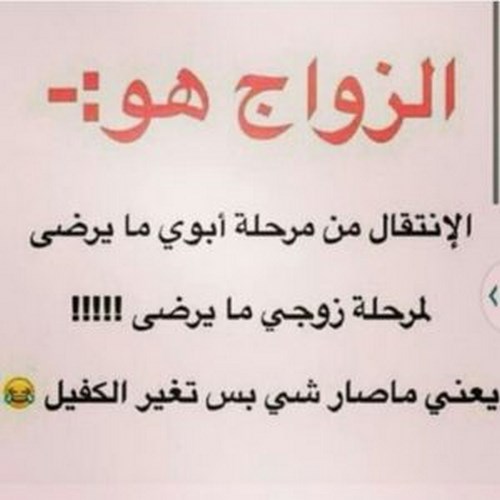 الزواج هو:-
الإنتقال من مرحلة أبوي ما يرضى
لمرحلة زوجي ما يرضى !!!!!
يعني ماصار شي بس تغير الكفيل 😂